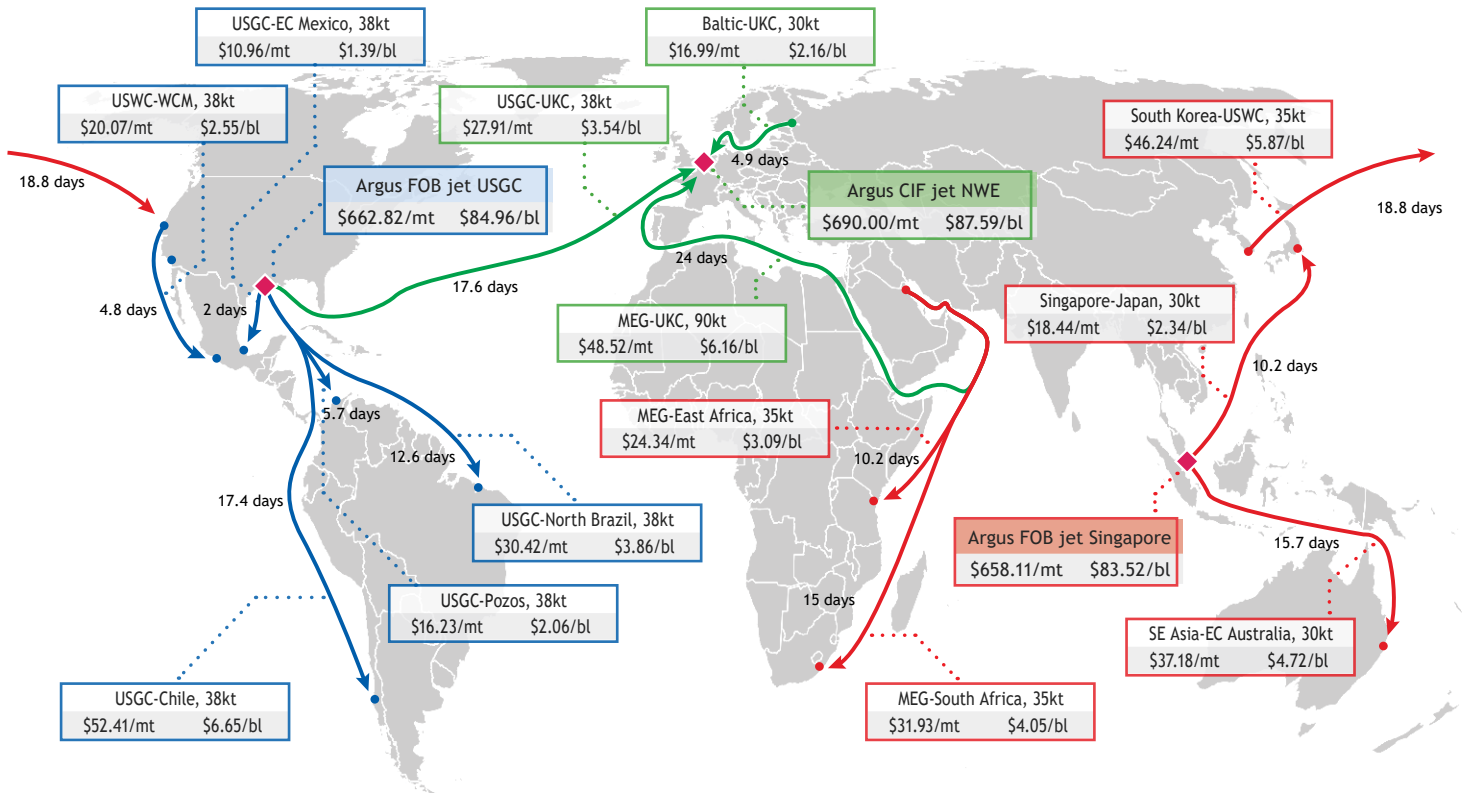 USGC-EC Mexico, 38kt
$10.96/mt $1.39/bl
Baltic-UKC, 30kt
$16.99/mt $2.16/bl
USWC-WCM, 38kt
$20.07/mt $2.55/bl
USGC-UKC, 38kt
$27.91/mt $3.54/bl
South Korea-USWC, 35kt
$46.24/mt $5.87/bl
4.9 days
18.8 days
Argus FOB jet USGC
$662.82/mt $84.96/bl
Argus CIF jet NWE
$690.00/mt $87.59/bl
18.8 days
24 days
17.6 days
4.8 days
2 days
Singapore-Japan, 30kt
$18.44/mt $2.34/bl
MEG-UKC, 90kt
$48.52/mt $6.16/bl
10.2 days
5.7 days
MEG-East Africa, 35kt
$24.34/mt $3.09/bl
12.6 days
10.2 days
17.4 days
USGC-North Brazil, 38kt
$30.42/mt $3.86/bl
Argus FOB jet Singapore
$658.11/mt $83.52/bl
15.7 days
USGC-Pozos, 38kt
$16.23/mt $2.06/bl
15 days
SE Asia-EC Australia, 30kt
$37.18/mt $4.72/bl
USGC-Chile, 38kt
$52.41/mt $6.65/bl
MEG-South Africa, 35kt
$31.93/mt $4.05/bl